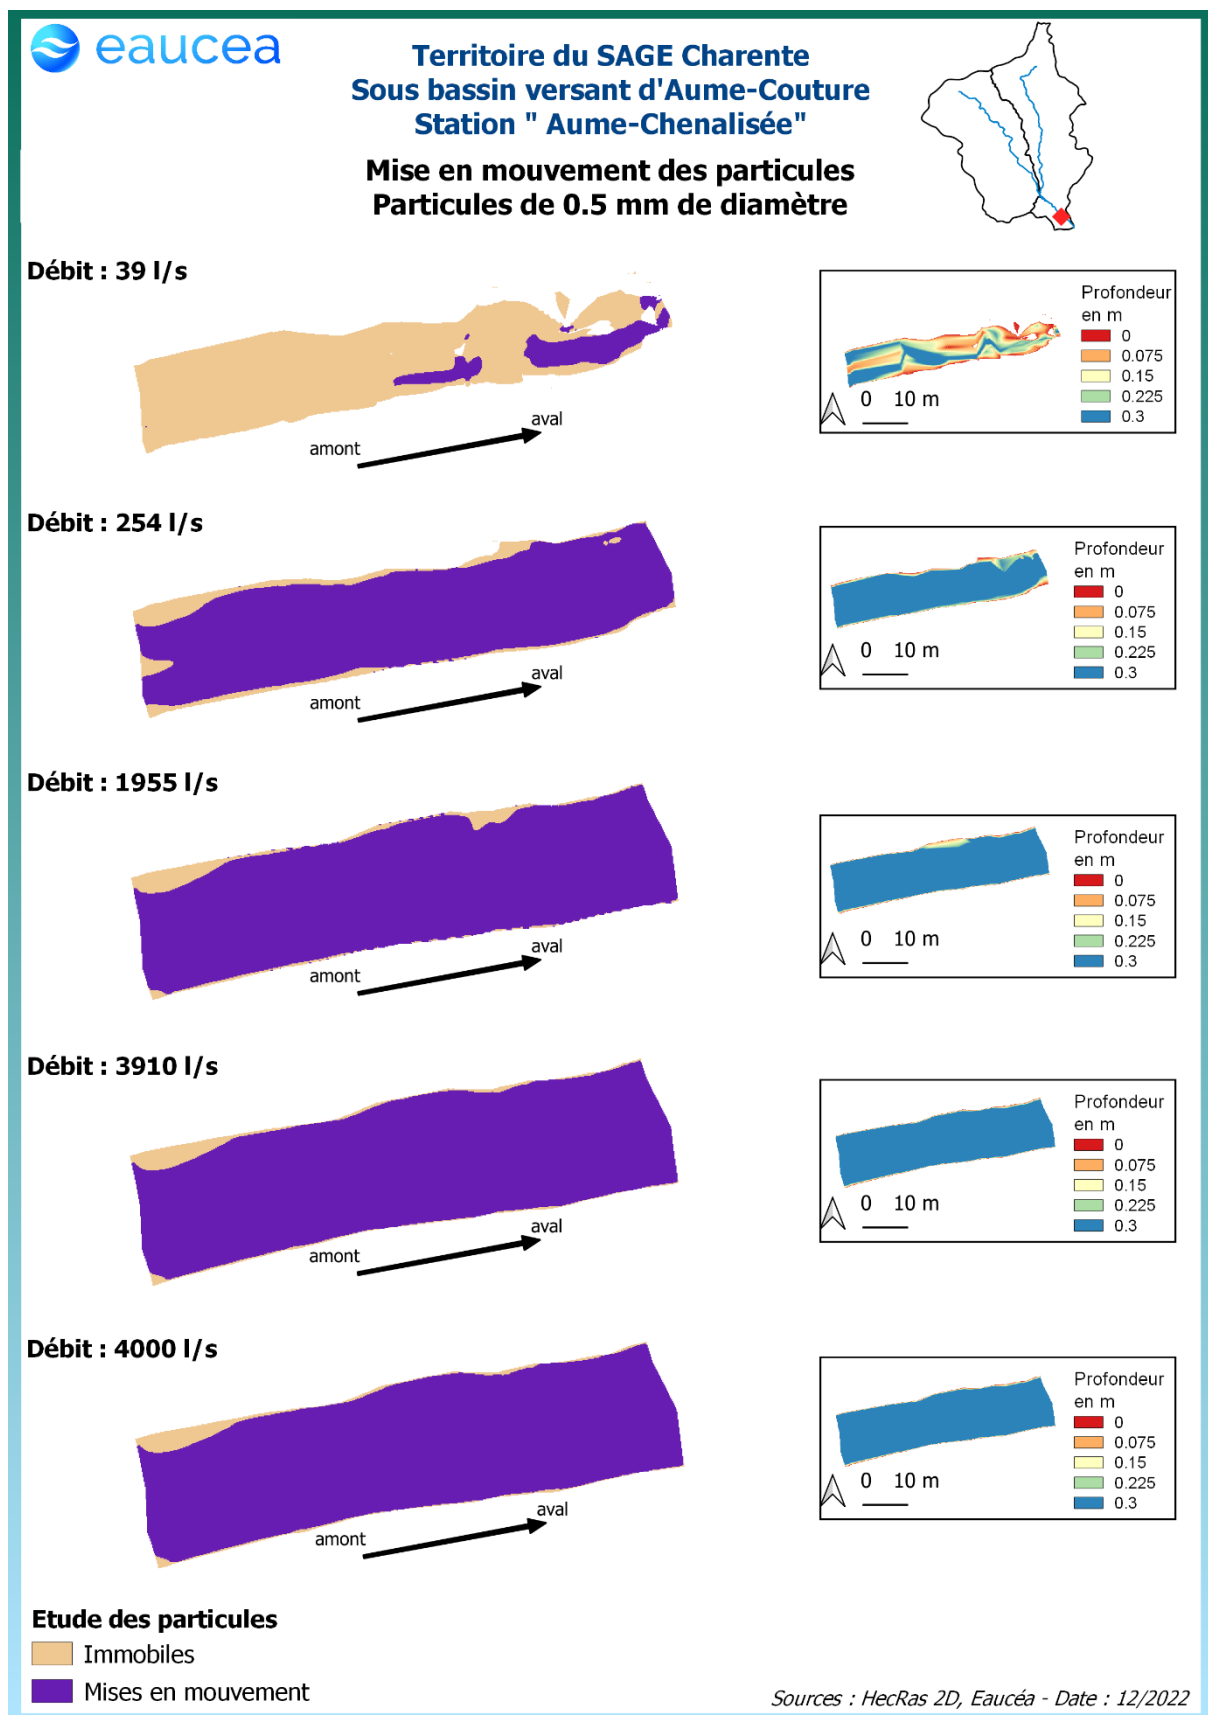 eaucea
Territoire du SAGE Charente
Sous bassin versant d'Aume-Couture
Station " Aume-Chenalisée"
Mise en mouvement des particules
Particules de 0.5 mm de diamètre
Débit : 39 l/s
amont
aval
Profondeur
en m
0
0.075
0.15
0.225
0.3
0 10 m
Débit : 254 l/s
amont
aval
Profondeur
en m
0
0.075
0.15
0.225
0.3
0 10 m
Débit : 1955 l/s
amont
aval
Profondeur
en m
0
0.075
0.15
0.225
0.3
0 10 m
Débit : 3910 l/s
amont
aval
Profondeur
en m
0
0.075
0.15
0.225
0.3
0 10 m
Débit : 4000 l/s
amont
aval
Profondeur
en m
0
0.075
0.15
0.225
0.3
0 10 m
Etude des particules
Immobiles
Mises en mouvement
Sources : HecRas 2D, Eaucéa - Date : 12/2022